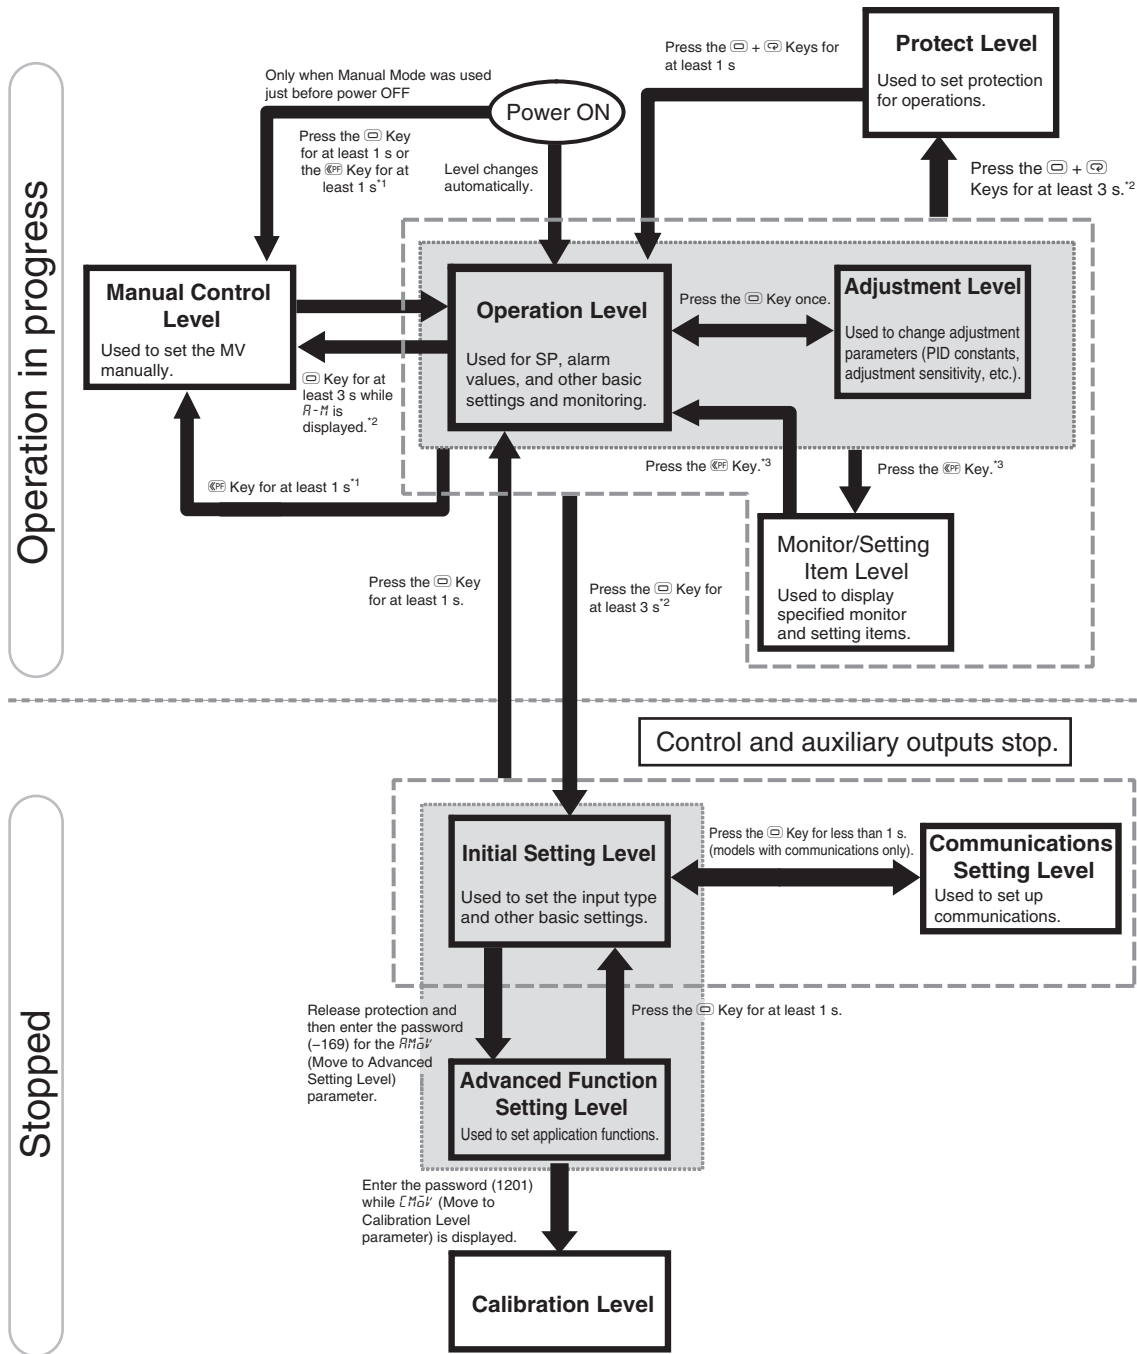 Operation in progress
Stopped
Only when Manual Mode was used
just before power OFF
Power ON
Press the Key
for at least 1 s or
the PF Key for at
least 1 s*1
Level changes
automatically.
Press the + Keys for
at least 1 s
Protect Level
Used to set protection
for operations.
Press the +
Keys for at least 3 s.*2
Manual Control
Level
Used to set the MV
manually.
Key for at
least 3 s while
A-M is
displayed.*2
PF Key for at least 1 s*1
Operation Level
Used for SP, alarm
values, and other basic
settings and monitoring.
Press the Key once.
Adjustment Level
Used to change adjustment
parameters (PID constants,
adjustment sensitivity, etc.).
Press the PF Key.*3
Press the PF Key.*3
Monitor/Setting
Item Level
Used to display
specified monitor
and setting items.
Press the Key
for at least 1 s.
Press the Key for
at least 3 s*2
Control and auxiliary outputs stop.
Initial Setting Level
Used to set the input type
and other basic settings.
Press the Key for less than 1 s.
(models with communications only).
Communications
Setting Level
Used to set up
communications.
Release protection and
then enter the password
(−169) for the AMoV
(Move to Advanced
Setting Level)
parameter.
Press the Key for at least 1 s.
Advanced Function
Setting Level
Used to set application functions.
Enter the password (1201)
while CMoV (Move to
Calibration Level
parameter) is displayed.
Calibration Level